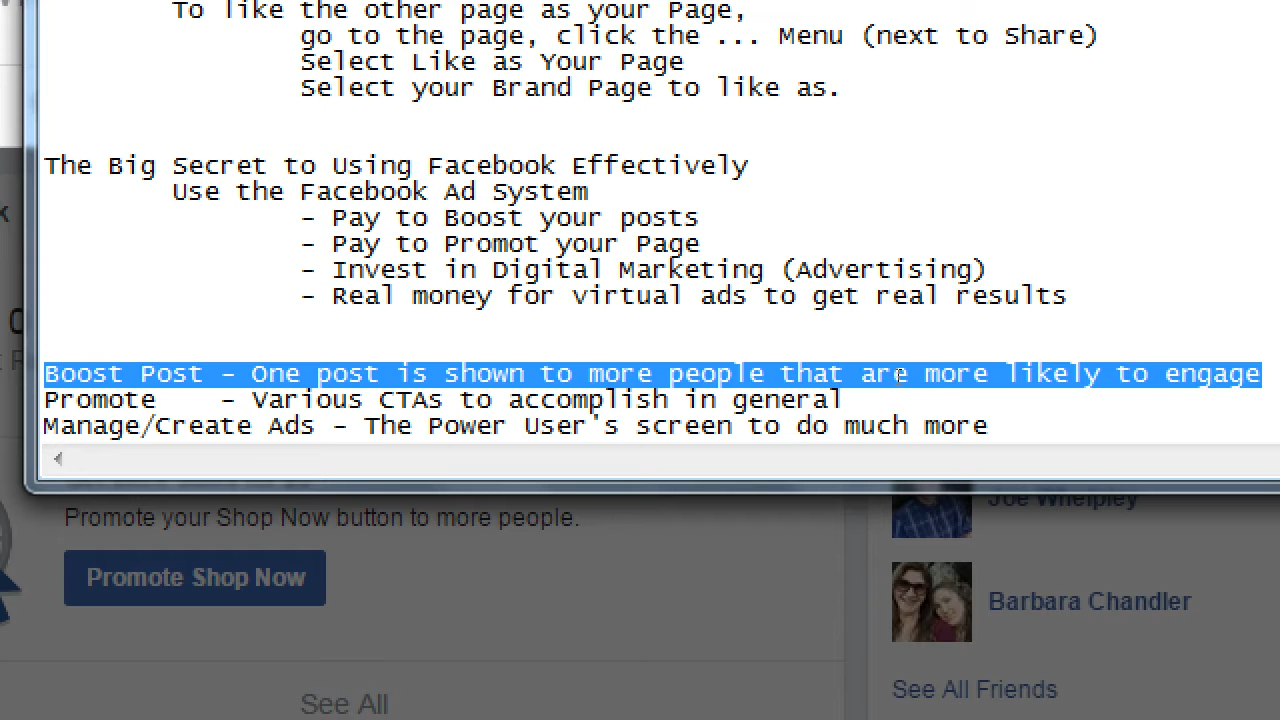 To like the other page as your Page,
go to the page, click the ... Menu (next to Share)
Select Like as Your Page
Select your Brand Page to like as.
The Big Secret to Using Facebook Effectively
Use the Facebook Ad System
- Pay to Boost your posts
- Pay to Promot your Page
- Invest in Digital Marketing (Advertising)
- Real money for virtual ads to get real results
Boost Post - One post is shown to more people that are more likely to engage
Promote - Various CTAs to accomplish in general
Manage/Create Ads - The Power User's screen to do much more
Joe Whelpley
Promote your Shop Now button to more people.
Promote Shop Now
Barbara Chandler
See All Friends
See All